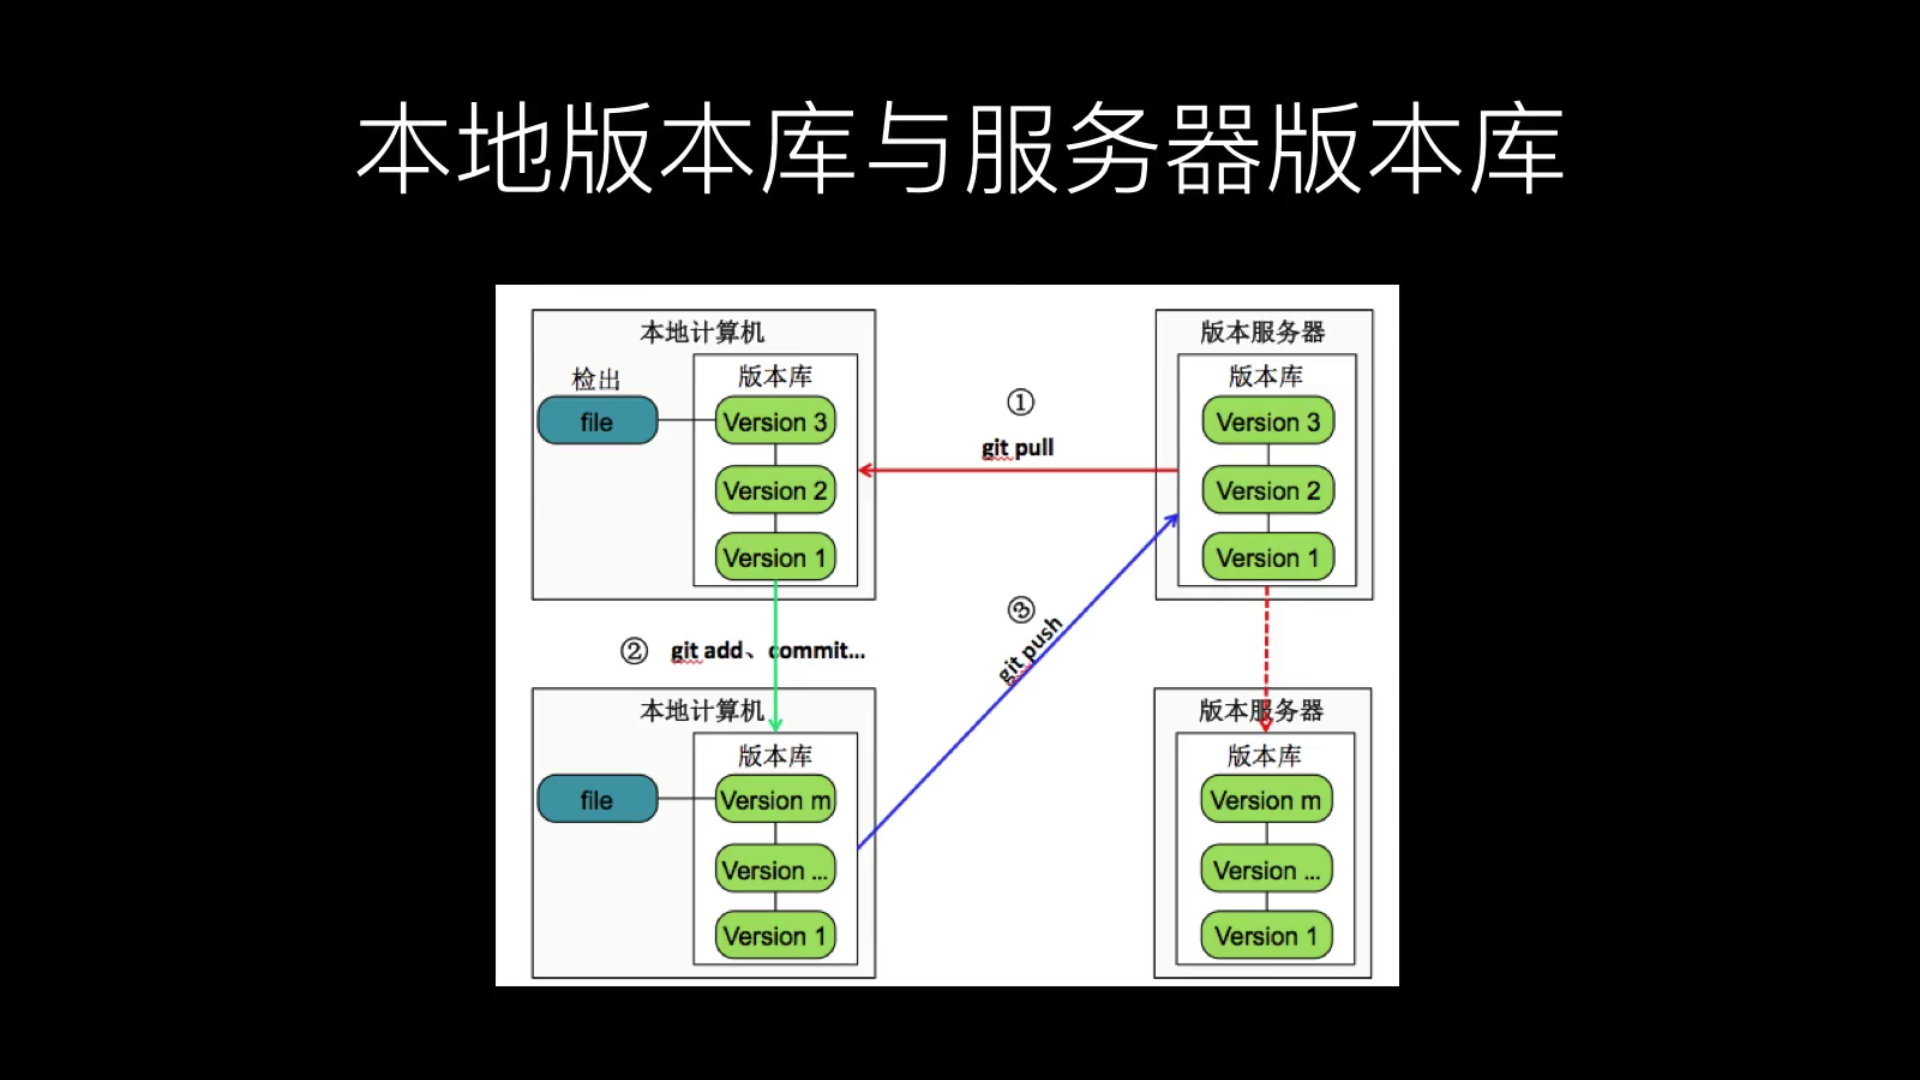 本地版本库与服务器版本库
本地计算机
检出
file
版本库
Version 3
Version 2
Version 1
①
git pull
版本服务器
版本库
Version 3
Version 2
Version 1
② git add、commit...
③
git push
本地计算机
file
版本库
Version m
Version ...
Version 1
版本服务器
版本库
Version m
Version ...
Version 1